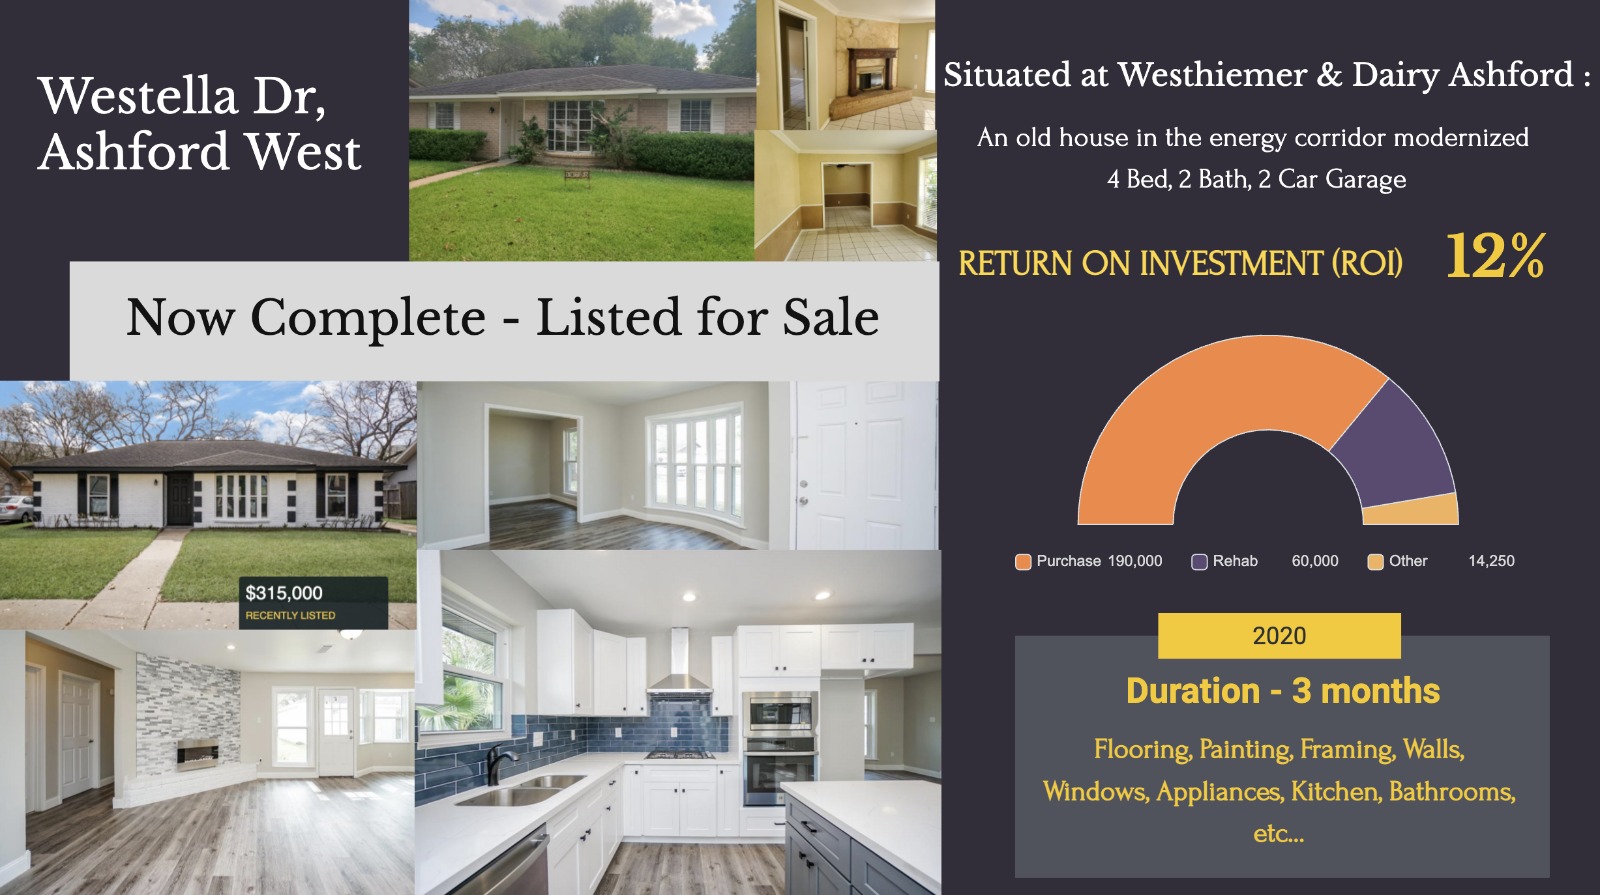 Westella Dr,
Ashford West
Now Complete - Listed for Sale
$315,000
RECENTLY LISTED
Situated at Westhiemer & Dairy Ashford :
An old house in the energy corridor modernized
4 Bed, 2 Bath, 2 Car Garage
RETURN ON INVESTMENT (ROI) 12%
Purchase 190,000 Rehab 60,000 Other 14,250
2020
Duration - 3 months
Flooring, Painting, Framing, Walls,
Windows, Appliances, Kitchen, Bathrooms,
etc...